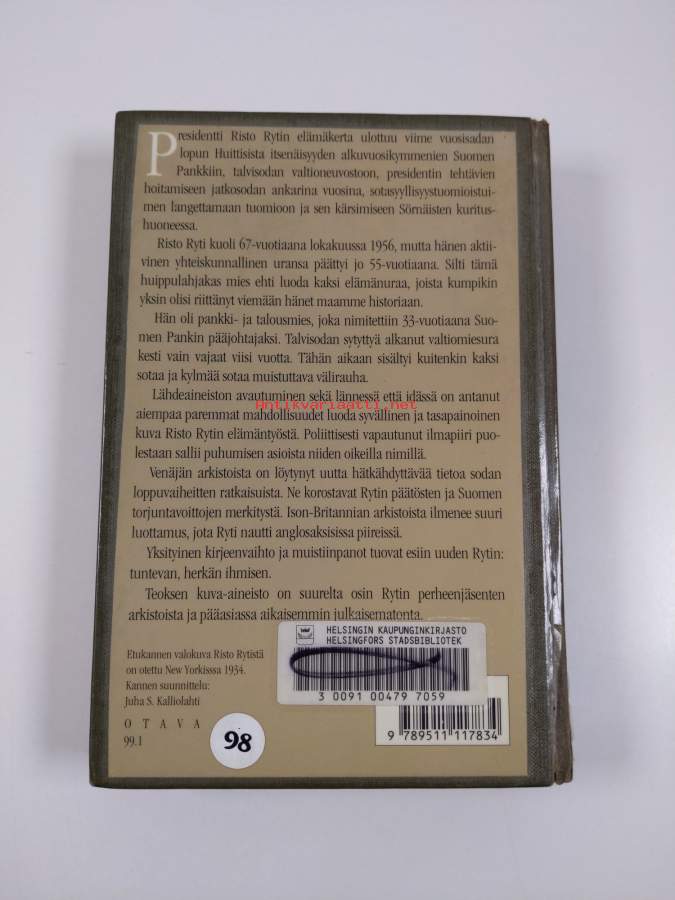 Presidentti Risto Rytin elämäkerta ulottuu viime vuosisadan
lopun Huittisista itsenäisyyden alkuvuosikymmenien Suomen
Pankkiin, talvisodan valtioneuvostoon, presidentin tehtävien
hoitamiseen jatkosodan ankarina vuosina, sotasyyllisyystuomioistui-
men langettamaan tuomioon ja sen kärsimiseen Sörnäisten kuritus-
huoneessa.
Risto Ryti kuoli 67-vuotiaana lokakuussa 1956, mutta hänen aktii-
vinen yhteiskunnallinen uransa päättyi jo 55-vuotiaana. Silti tämä
huippulahjakas mies ehti luoda kaksi elämänuraa, joista kumpikin
yksin olisi riittänyt viemään hänet maamme historiaan.
Hän oli pankki- ja talousmies, joka nimitettiin 33-vuotiaana Suo-
men Pankin pääjohtajaksi. Talvisodan sytyttyä alkanut valtiomiesura
kesti vain vajaat viisi vuotta. Tähän aikaan sisältyi kuitenkin kaksi
sotaa ja kylmää sotaa muistuttava välirauha.
Lähdeaineiston avautuminen sekä lännessä että idässä on antanut
aiempaa paremmat mahdollisuudet luoda syvällinen ja tasapainoinen
Antikvariaatti.net
kuva Risto Rytin elämäntyöstä. Poliittisesti vapautunut ilmapiiri puo-
lestaan sallii puhumisen asioista niiden oikeilla nimillä.
Venäjän arkistoista on löytynyt uutta hätkähdyttävää tietoa sodan
loppuvaiheitten ratkaisuista. Ne korostavat Rytin päätösten ja Suomen
torjuntavoittojen merkitystä. Ison-Britannian arkistoista ilmenee suuri
luottamus, jota Ryti nautti anglosaksisissa piireissä.
Yksityinen kirjeenvaihto ja muistiinpanot tuovat esiin uuden Rytin:
tuntevan, herkän ihmisen.
Teoksen kuva-aineisto on suurelta osin Rytin perheenjäsenten
arkistoista ja pääasiassa aikaisemmin julkaisematonta.
HELSINGIN KAUPUNGINKIRJASTO
HELSINGFORS STADSBIBLIOTEK
3 0091 00479 7059
Etukannen valokuva Risto Rytistä
on otettu New Yorkisssa 1934.
Kannen suunnittelu:
Juha S. Kalliolahti
OTAVA
99.1
98
9 789511 117834